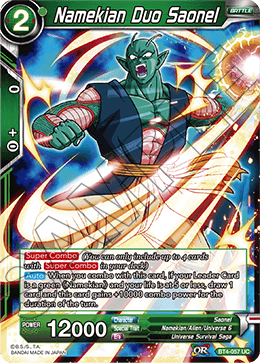 2
Namekian Duo Saonel
BATTLE
0 + 0
Super Combo (You can only include up to 4 cards
with Super Combo in your deck)
Auto When you combo with this card, if your Leader Card
is a green 《Namekian》 and your life is at 5 or less, draw 1
card and this card gains +10000 combo power for the
duration of the turn.
©B.S./S., T.A.
BANDAI MADE IN JAPAN
OR
BT4-057 UC
POWER 12000
Character
Saonel
Special Trait
Namekian/Alien/Universe 6
Era
Universe Survival Saga